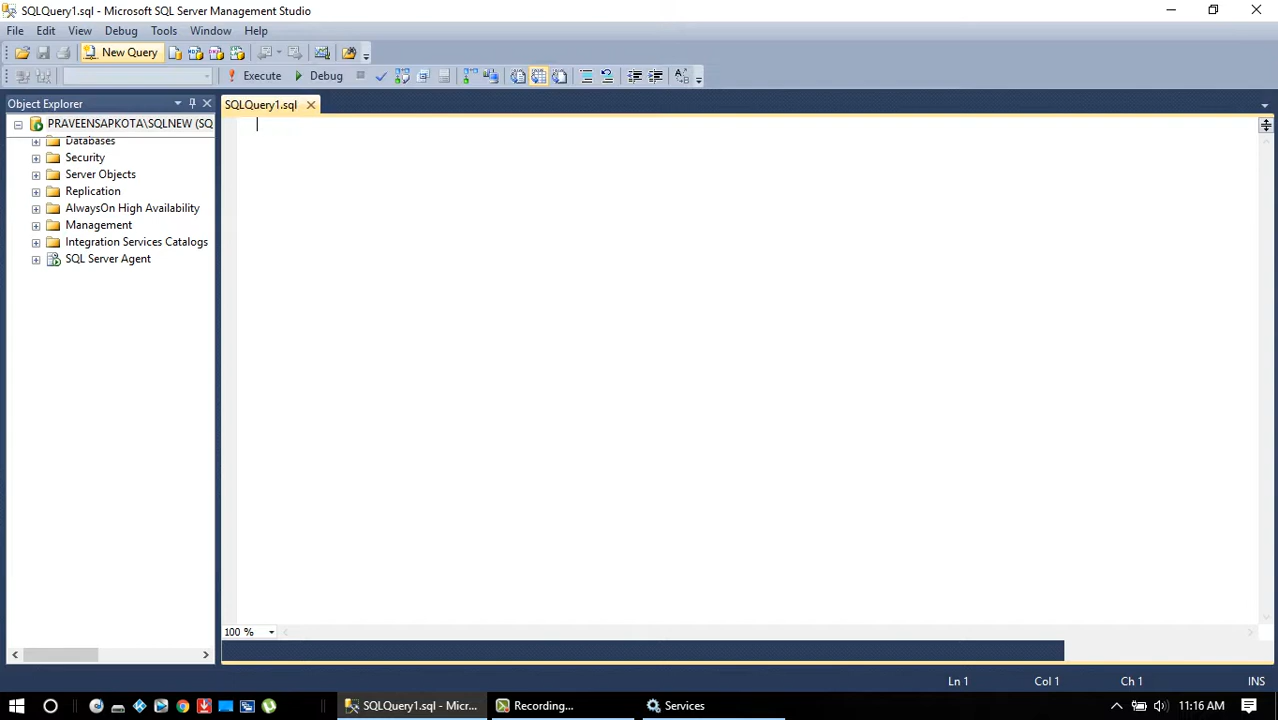 SQLQuery1.sql - Microsoft SQL Server Management Studio
File Edit View Debug Tools Window Help
New Query
Execute Debug
Object Explorer
SQLQuery1.sql
PRAVEENSAPKOTA\SQLNEW (SQ
Databases
Security
Server Objects
Replication
AlwaysOn High Availability
Management
Integration Services Catalogs
SQL Server Agent
100 %
Ln 1 Col 1 Ch 1 INS
SQLQuery1.sql - Micr... Recording... Services 11:16 AM